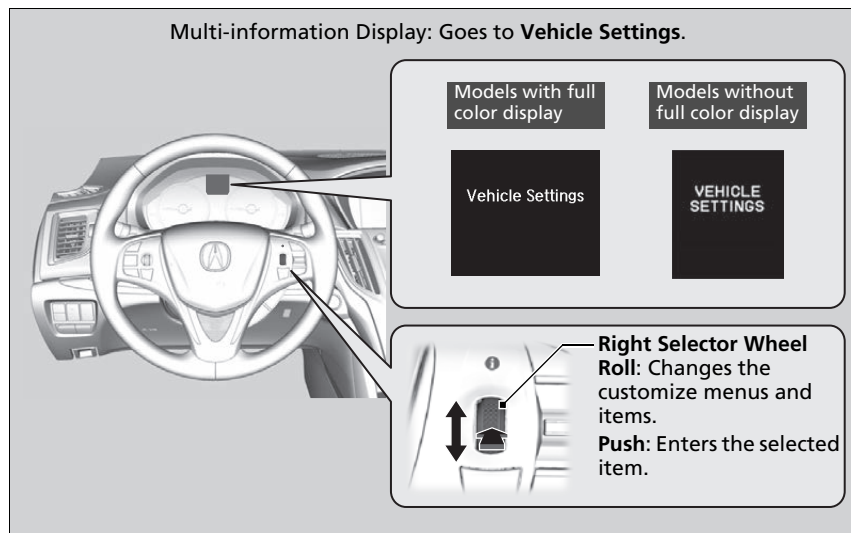 Multi-information Display: Goes to Vehicle Settings.
Models with full
color display
Models without
full color display
Vehicle Settings
VEHICLE
SETTINGS
Right Selector Wheel
Roll: Changes the
customize menus and
items.
Push: Enters the selected
item.